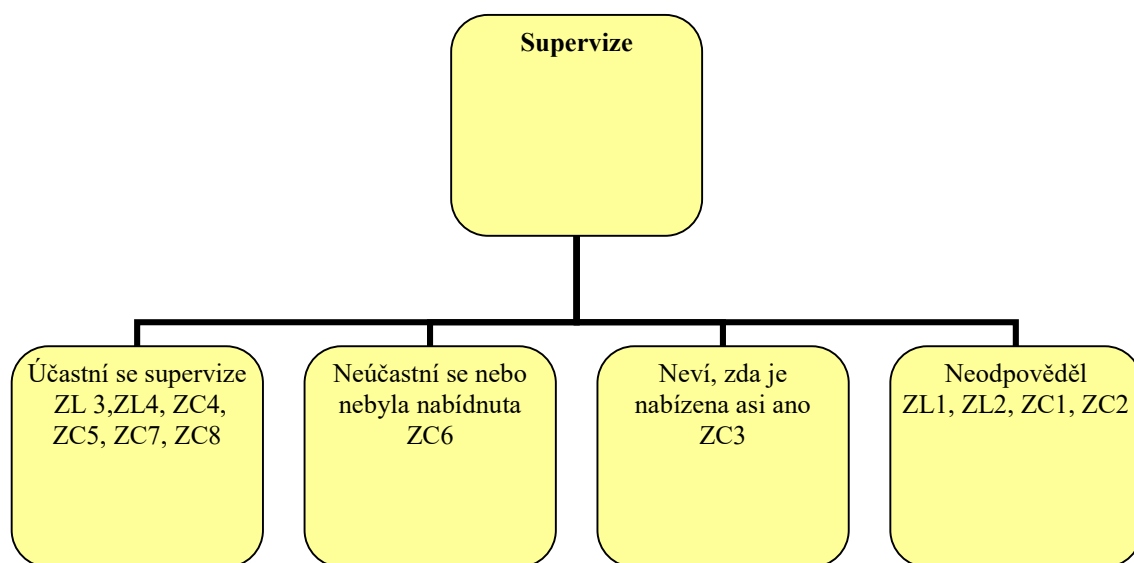 Supervize
Účastní se supervize
ZL 3,ZL4, ZC4,
ZC5, ZC7, ZC8
Neúčastní se nebo
nebyla nabídnuta
ZC6
Neví, zda je
nabízena asi ano
ZC3
Neodpověděl
ZL1, ZL2, ZC1, ZC2